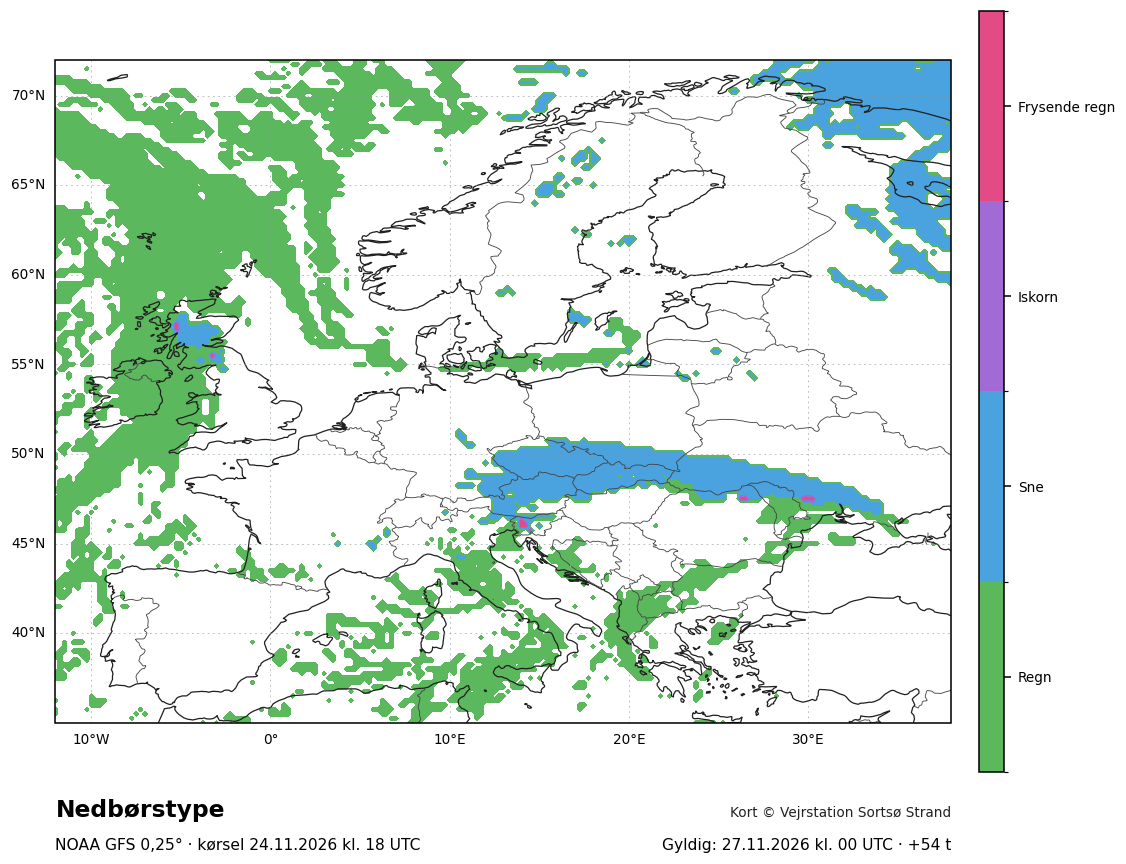 Frysende regn
Iskorn
Sne
Regn
70°N
65°N
60°N
55°N
50°N
45°N
40°N
10°W
0°
10°E
20°E
30°E
Nedbørstype
Kort © Vejrstation Sortsø Strand
NOAA GFS 0,25° · kørsel 24.11.2026 kl. 18 UTC
Gyldig: 27.11.2026 kl. 00 UTC · +54 t